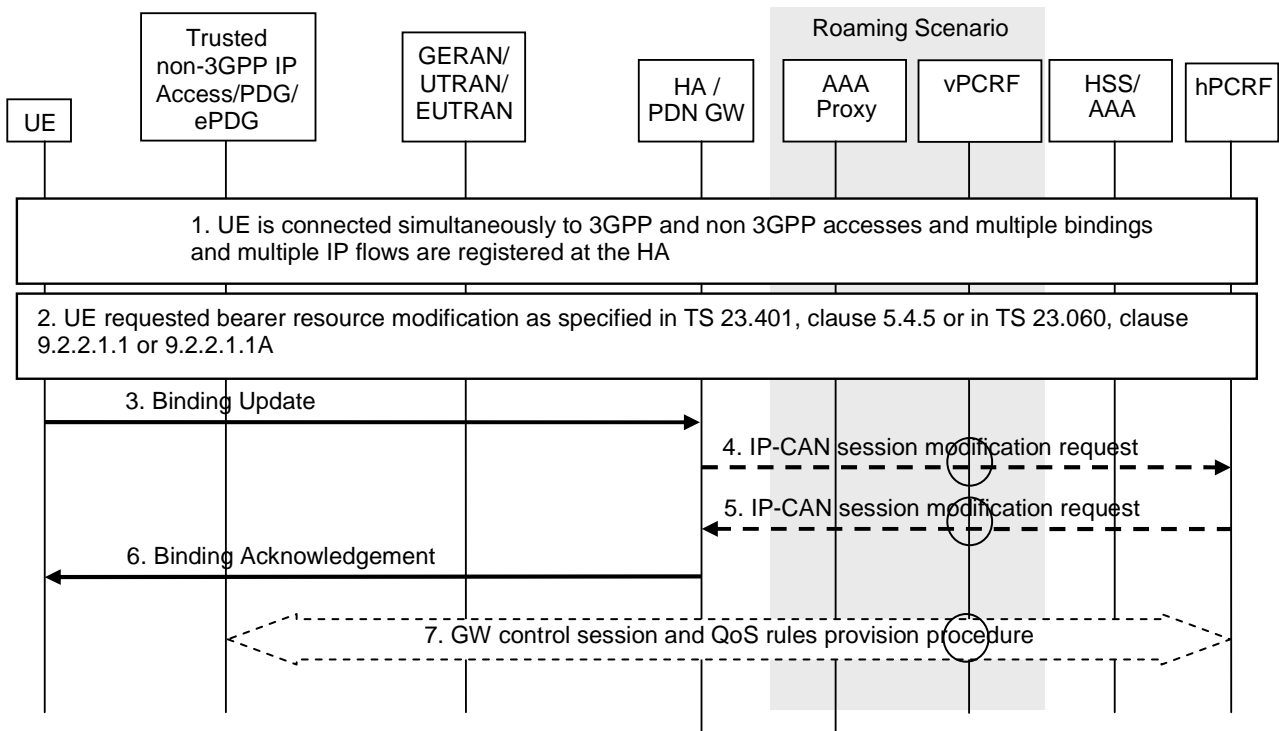 Roaming Scenario
UE
Trusted
non-3GPP IP
Access/PDG/
ePDG
GERAN/
UTRAN/
EUTRAN
HA /
PDN GW
AAA
Proxy
vPCRF
HSS/
AAA
hPCRF
1. UE is connected simultaneously to 3GPP and non 3GPP accesses and multiple bindings
and multiple IP flows are registered at the HA
2. UE requested bearer resource modification as specified in TS 23.401, clause 5.4.5 or in TS 23.060, clause
9.2.2.1.1 or 9.2.2.1.1A
3. Binding Update
4. IP-CAN session modification request
5. IP-CAN session modification request
6. Binding Acknowledgement
7. GW control session and QoS rules provision procedure